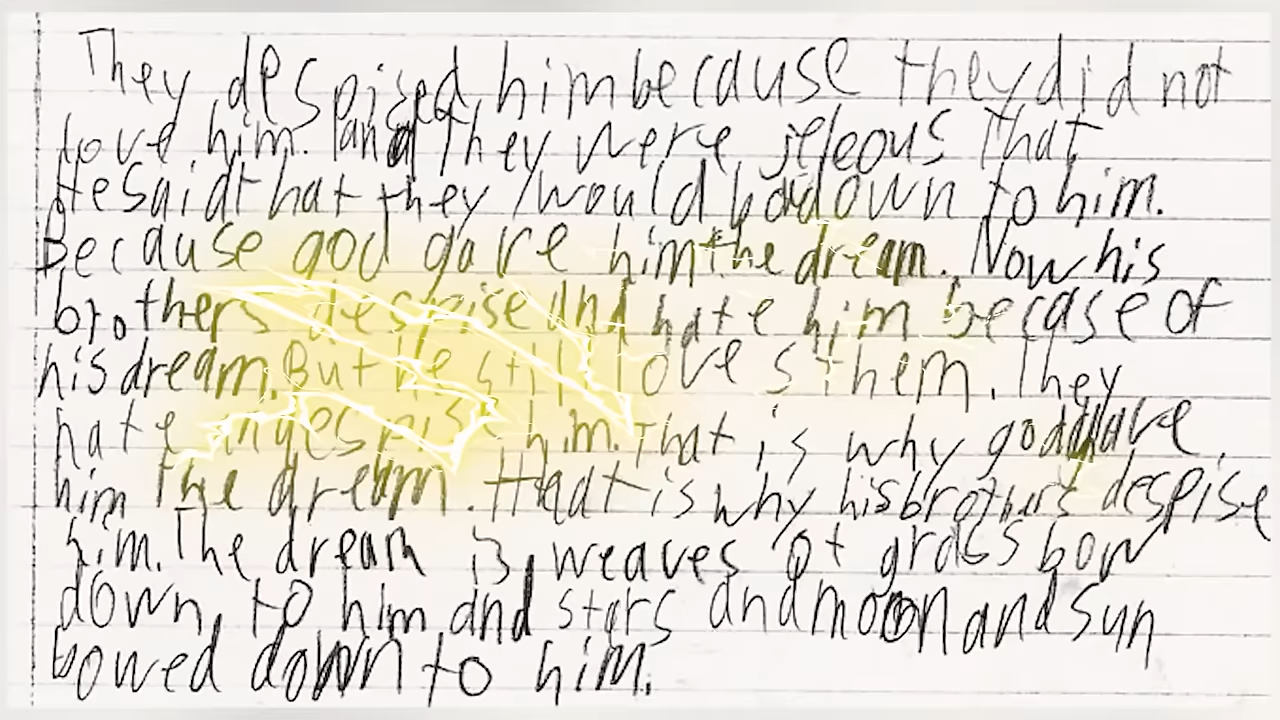 They despised him because they did not
love him. and They were jeleous That
He said that they would bow down to him.
Because god gave him the dream. Now his
brothers despise and hate him becase of
his dream. But he still loves them. They
hate an despise him. That is why god gave
him The dream. That is why his brothers despise
him. The dream is weaves of grass bow
down to him and stars and moon and Sun
bowed down to him.